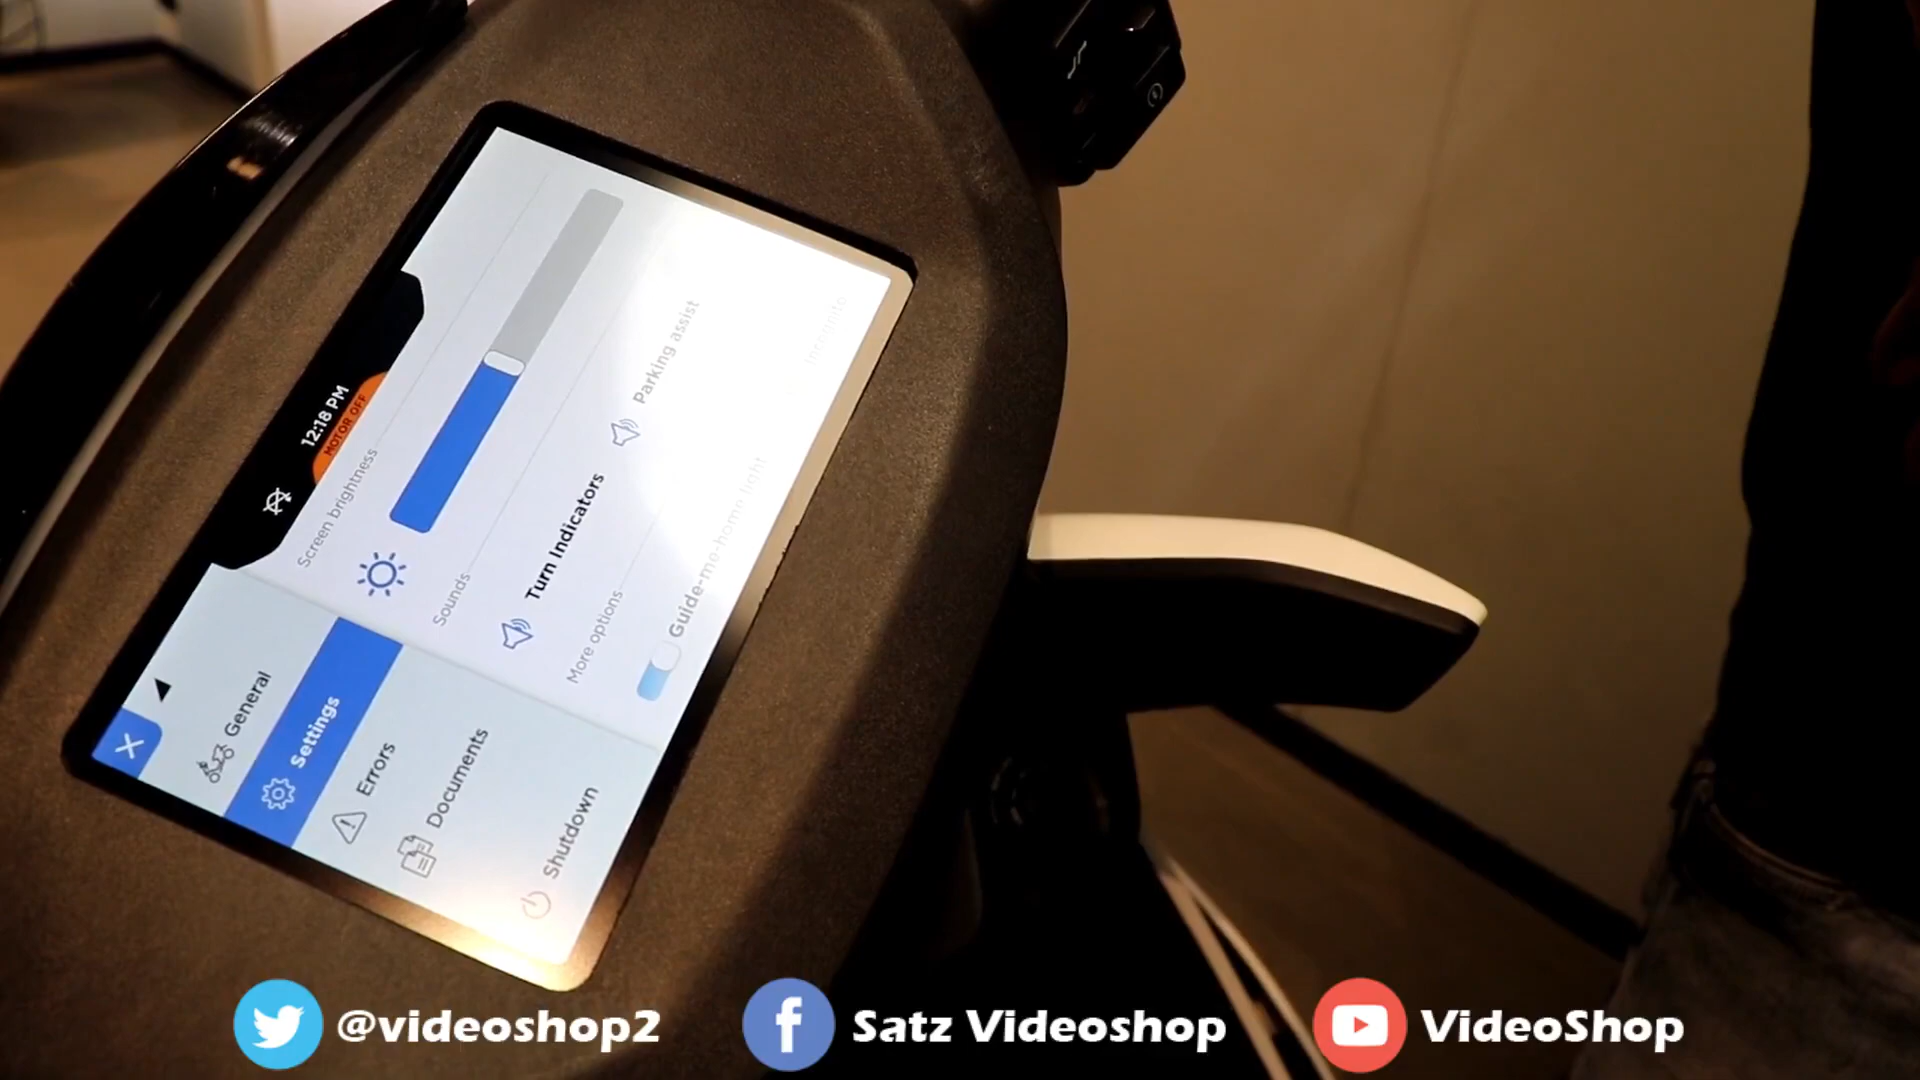 12:18 PM
MOTOR OFF
General
Settings
Errors
Documents
Shutdown
Screen brightness
Sounds
Turn Indicators
Parking assist
More options
Guide-me-home light
Incognito
@videoshop2
Satz Videoshop
VideoShop